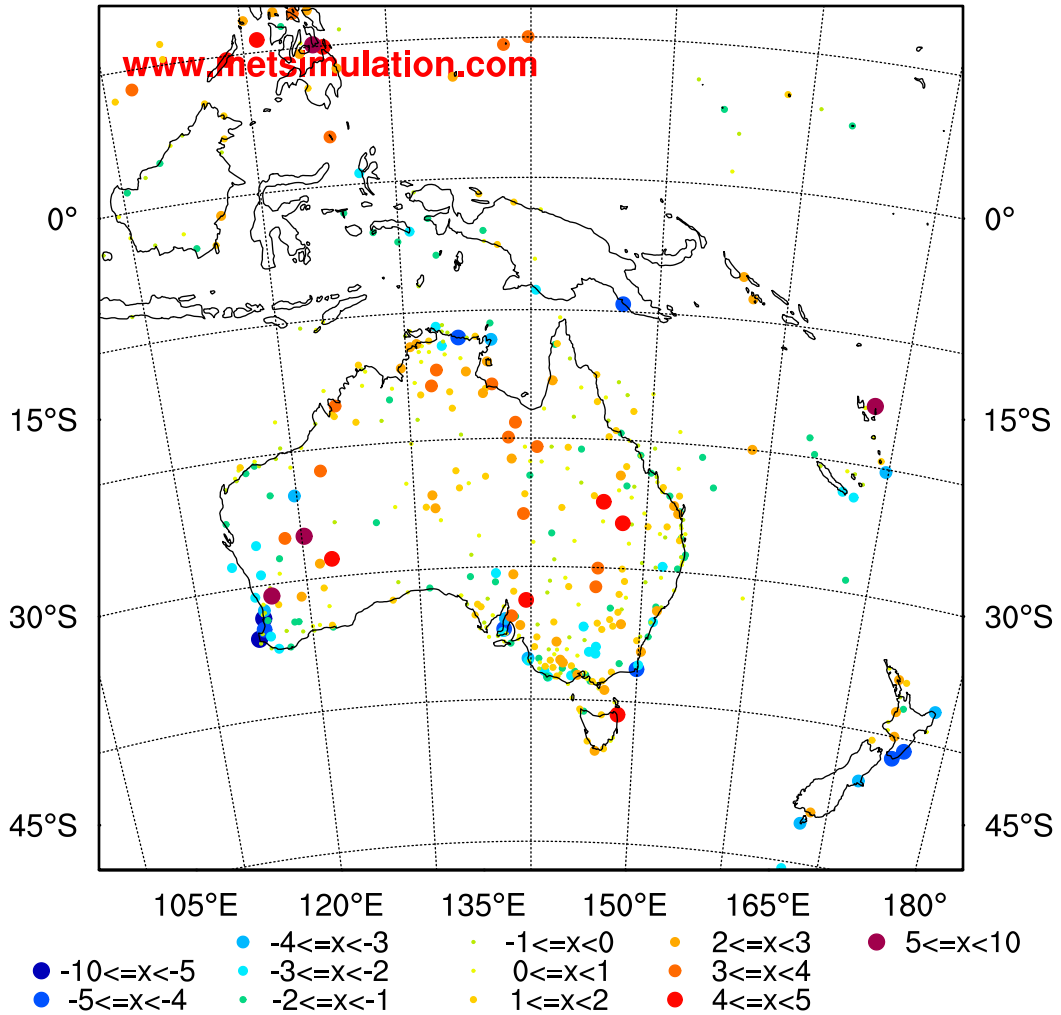 www.metsimulation.com
0° 0°
15°S 15°S
30°S 30°S
45°S 45°S
105°E 120°E 135°E 150°E 165°E 180°
-4<=x<-3 -1<=x<0 2<=x<3 5<=x<10
-10<=x<-5 -3<=x<-2 0<=x<1 3<=x<4
-5<=x<-4 -2<=x<-1 1<=x<2 4<=x<5